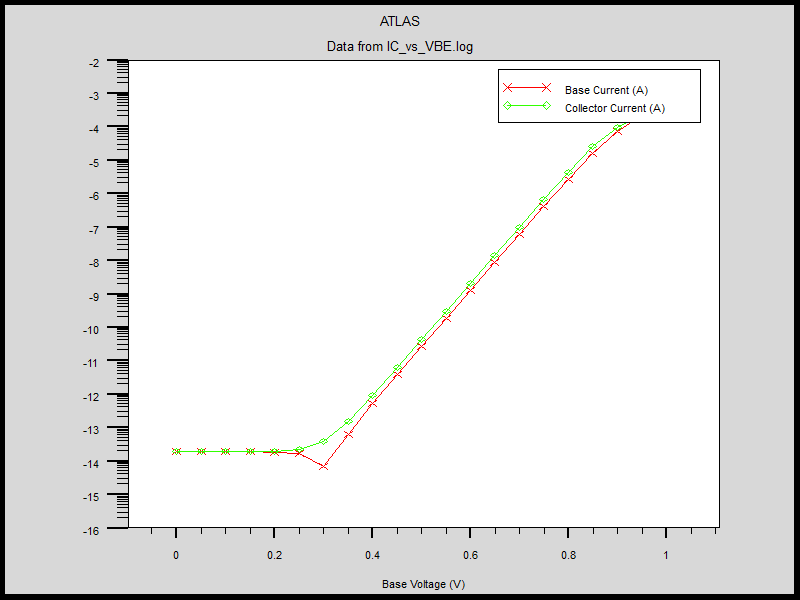 ATLAS
Data from IC_vs_VBE.log
Base Current (A)
Collector Current (A)
-2
-3
-4
-5
-6
-7
-8
-9
-10
-11
-12
-13
-14
-15
-16
0 0.2 0.4 0.6 0.8 1
Base Voltage (V)